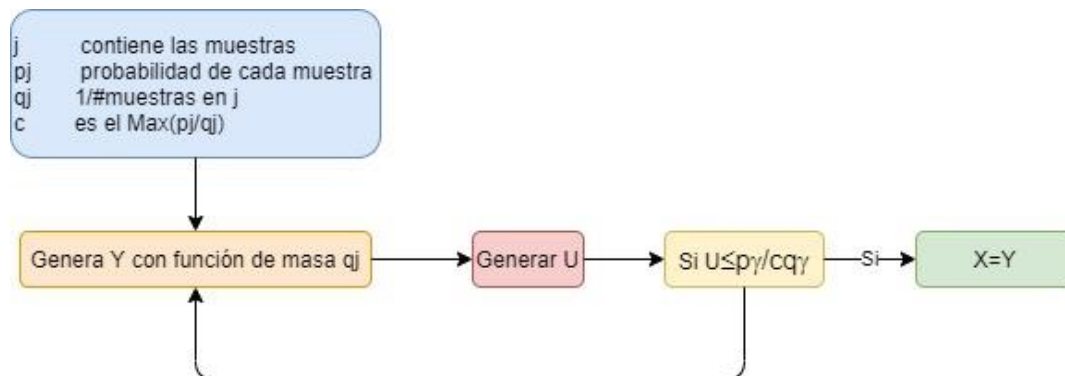 j contiene las muestras
pj probabilidad de cada muestra
qj 1/#muestras en j
c es el Max(pj/qj)
Genera Y con función de masa qj
Generar U
Si U≤pγ/cqγ
Si
X=Y